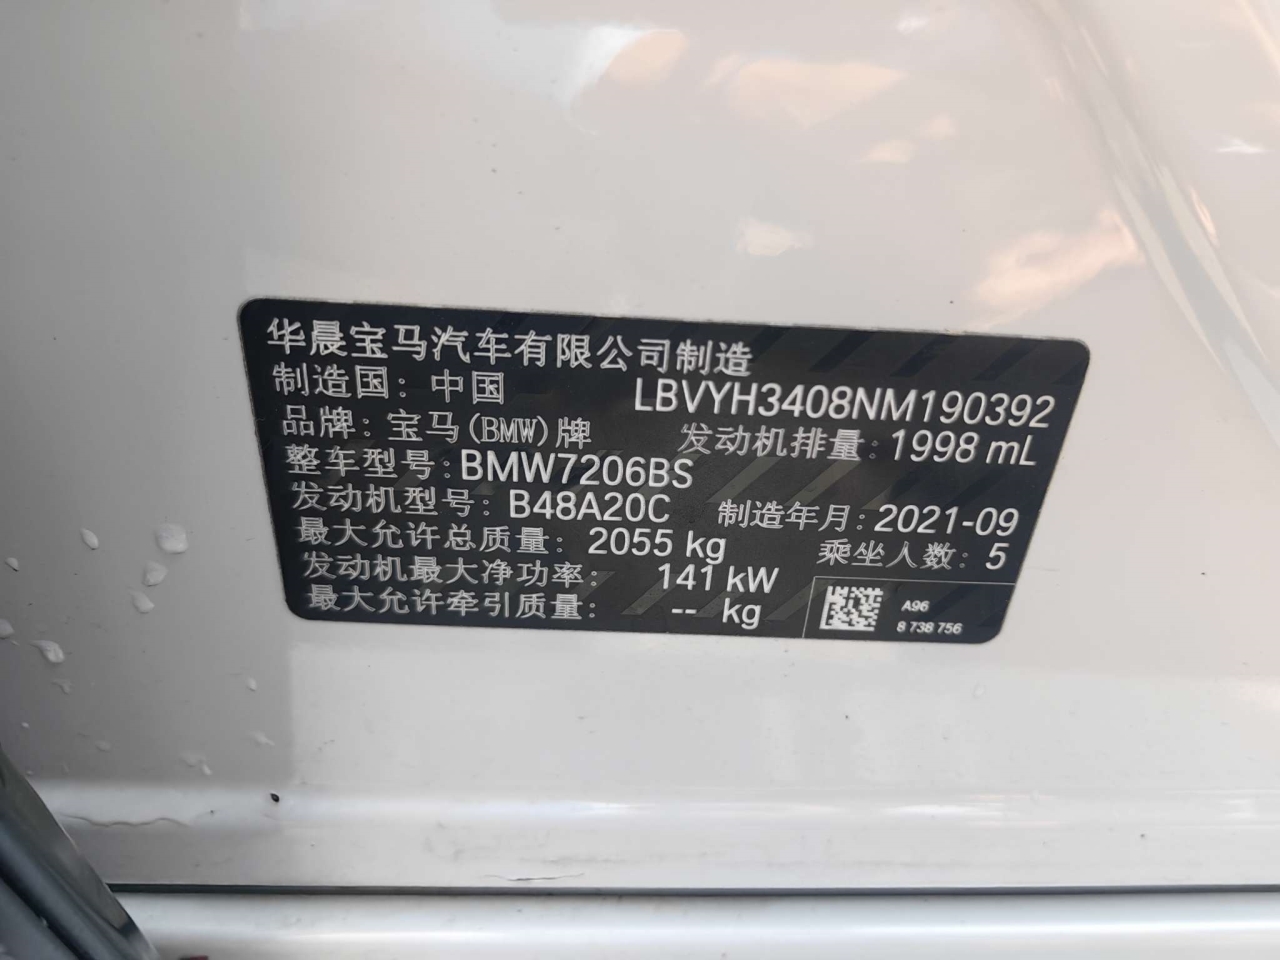 华晨宝马汽车有限公司制造
制造国：中国 LBVYH3408NM190392
品牌：宝马(BMW)牌 发动机排量：1998 mL
整车型号：BMW7206BS
发动机型号：B48A20C 制造年月：2021-09
最大允许总质量：2055 kg 乘坐人数：5
发动机最大净功率：141 kW
最大允许牵引质量：-- kg
A96
8 738 756